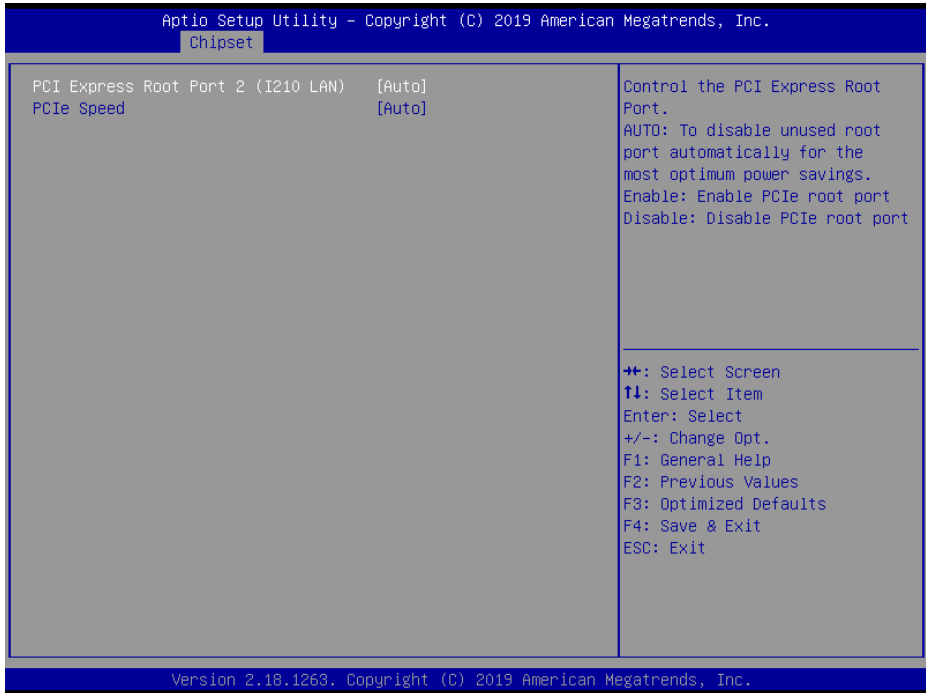 Aptio Setup Utility – Copyright (C) 2019 American Megatrends, Inc.
Chipset
PCI Express Root Port 2 (I210 LAN) [Auto]
PCIe Speed [Auto]
Control the PCI Express Root
Port.
AUTO: To disable unused root
port automatically for the
most optimum power savings.
Enable: Enable PCIe root port
Disable: Disable PCIe root port
→←: Select Screen
↑↓: Select Item
Enter: Select
+/-: Change Opt.
F1: General Help
F2: Previous Values
F3: Optimized Defaults
F4: Save & Exit
ESC: Exit
Version 2.18.1263. Copyright (C) 2019 American Megatrends, Inc.